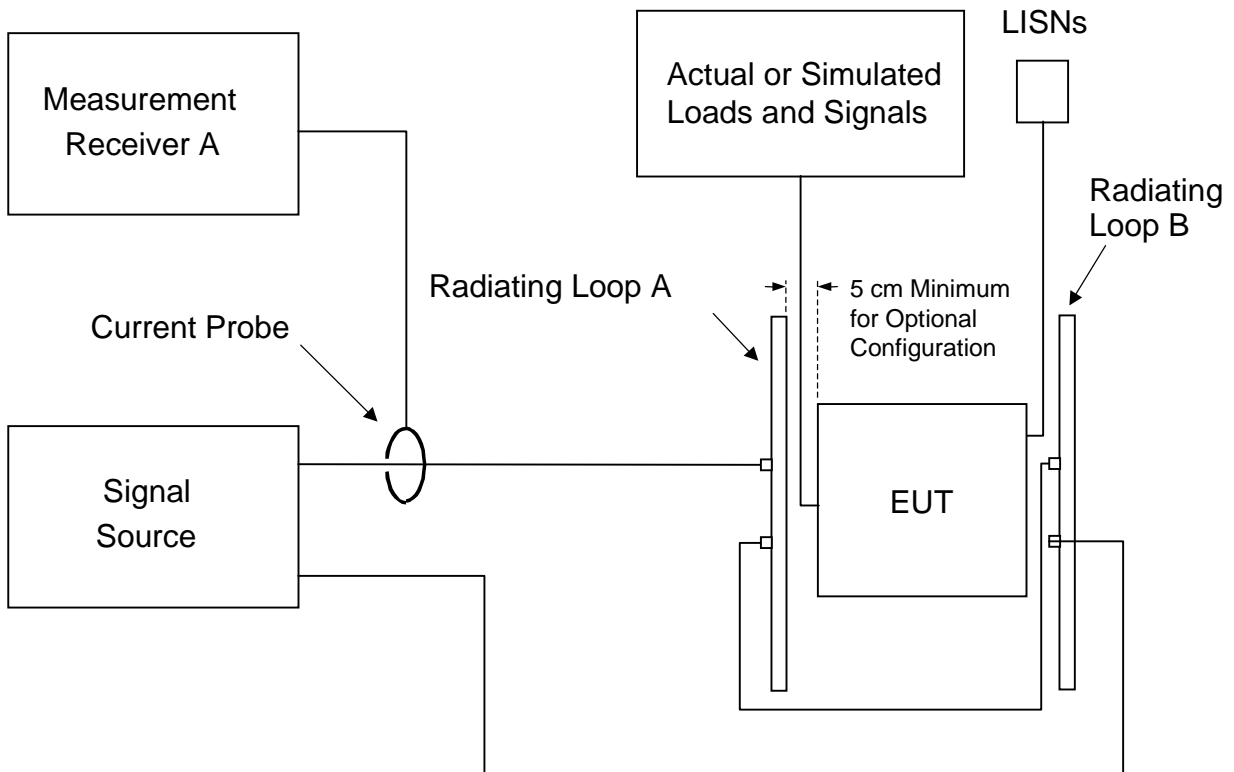 LISNs
Actual or Simulated
Loads and Signals
Measurement
Receiver A
Radiating
Loop B
Radiating Loop A
5 cm Minimum
for Optional
Configuration
Current Probe
Signal
Source
EUT